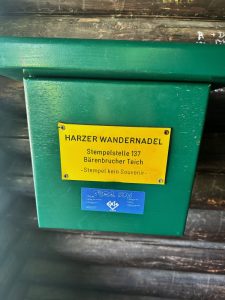 HARZER WANDERNADEL
Stempelstelle 137
Bärenbrucher Teich
-Stempel kein Souvenir-